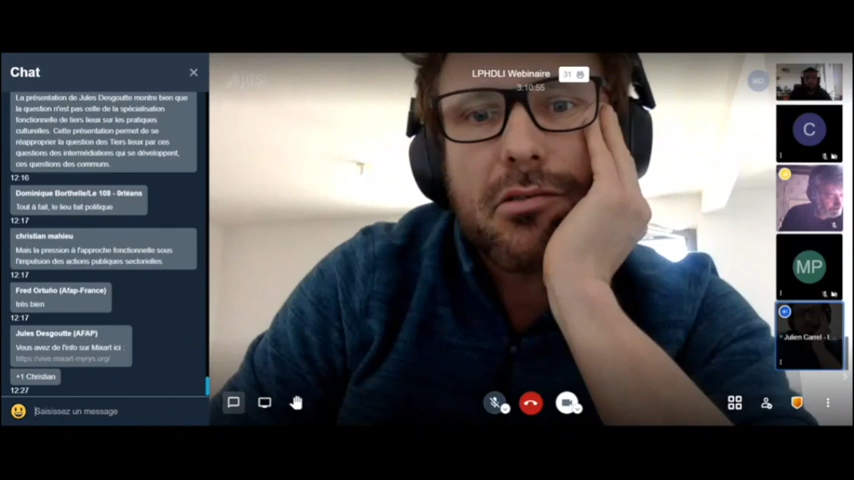 Chat
La présentation de Jules Desgoutte montre bien que
la question n'est pas celle de la spécialisation
fonctionnelle de tiers lieux sur les pratiques
culturelles. Cette présentation permet de se
réapproprier la question des Tiers lieux par ces
questions des intermédiations qui se développent,
ces questions des communs.
12:16
Dominique Borthelle/Le 108 - 0rléans
Tout à fait, le lieu fait politique
12:17
christian mahieu
Mais la pression à l'approche fonctionnelle sous
l'impulsion des actions publiques sectorielles
12:17
Fred Ortuño (Afap-France)
très bien
12:17
Jules Desgoutte (AFAP)
Vous avez de l'info sur Mixart ici :
https://vive.mixart-myrys.org/
+1 Christian
12:27
Saisissez un message
jitsi
LPHDLI Webinaire
31
3:10:55
MD
C
MP
Julien Carrel - I...